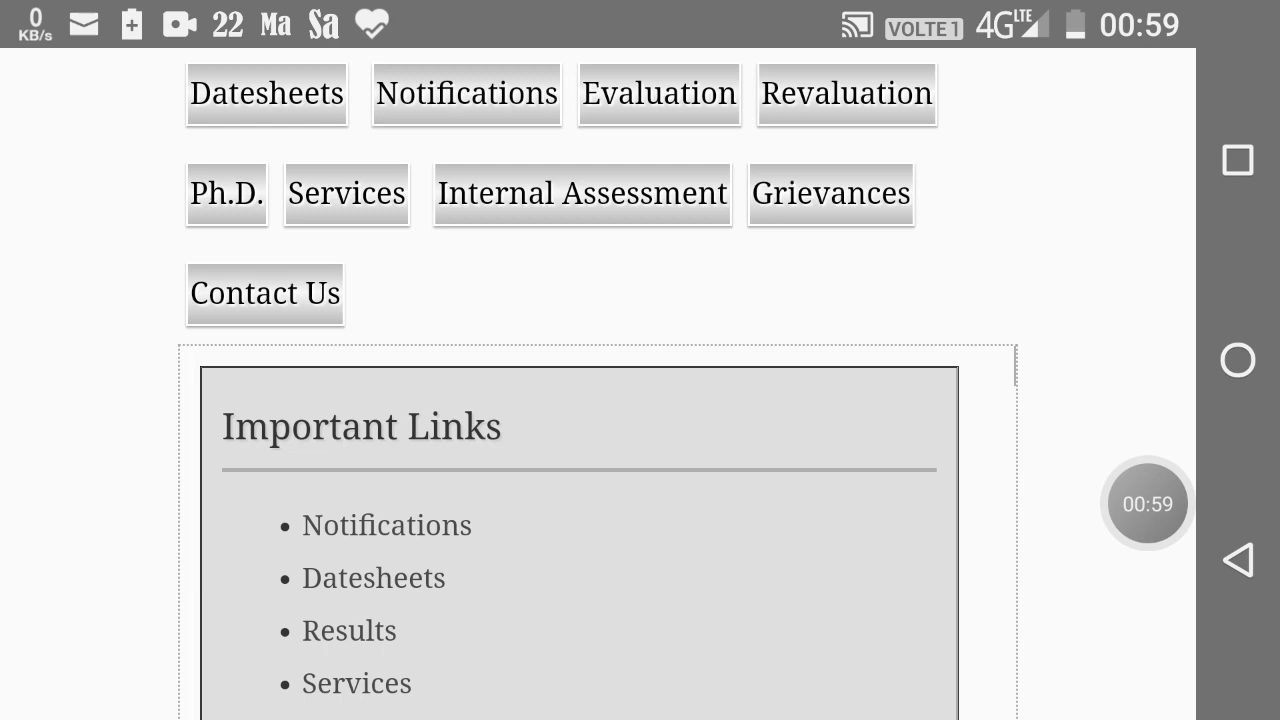 0 KB/s 22 Ma Sa VOLTE 1 4G LTE 00:59
Datesheets Notifications Evaluation Revaluation
Ph.D. Services Internal Assessment Grievances
Contact Us
Important Links
• Notifications
• Datesheets
• Results
• Services
00:59